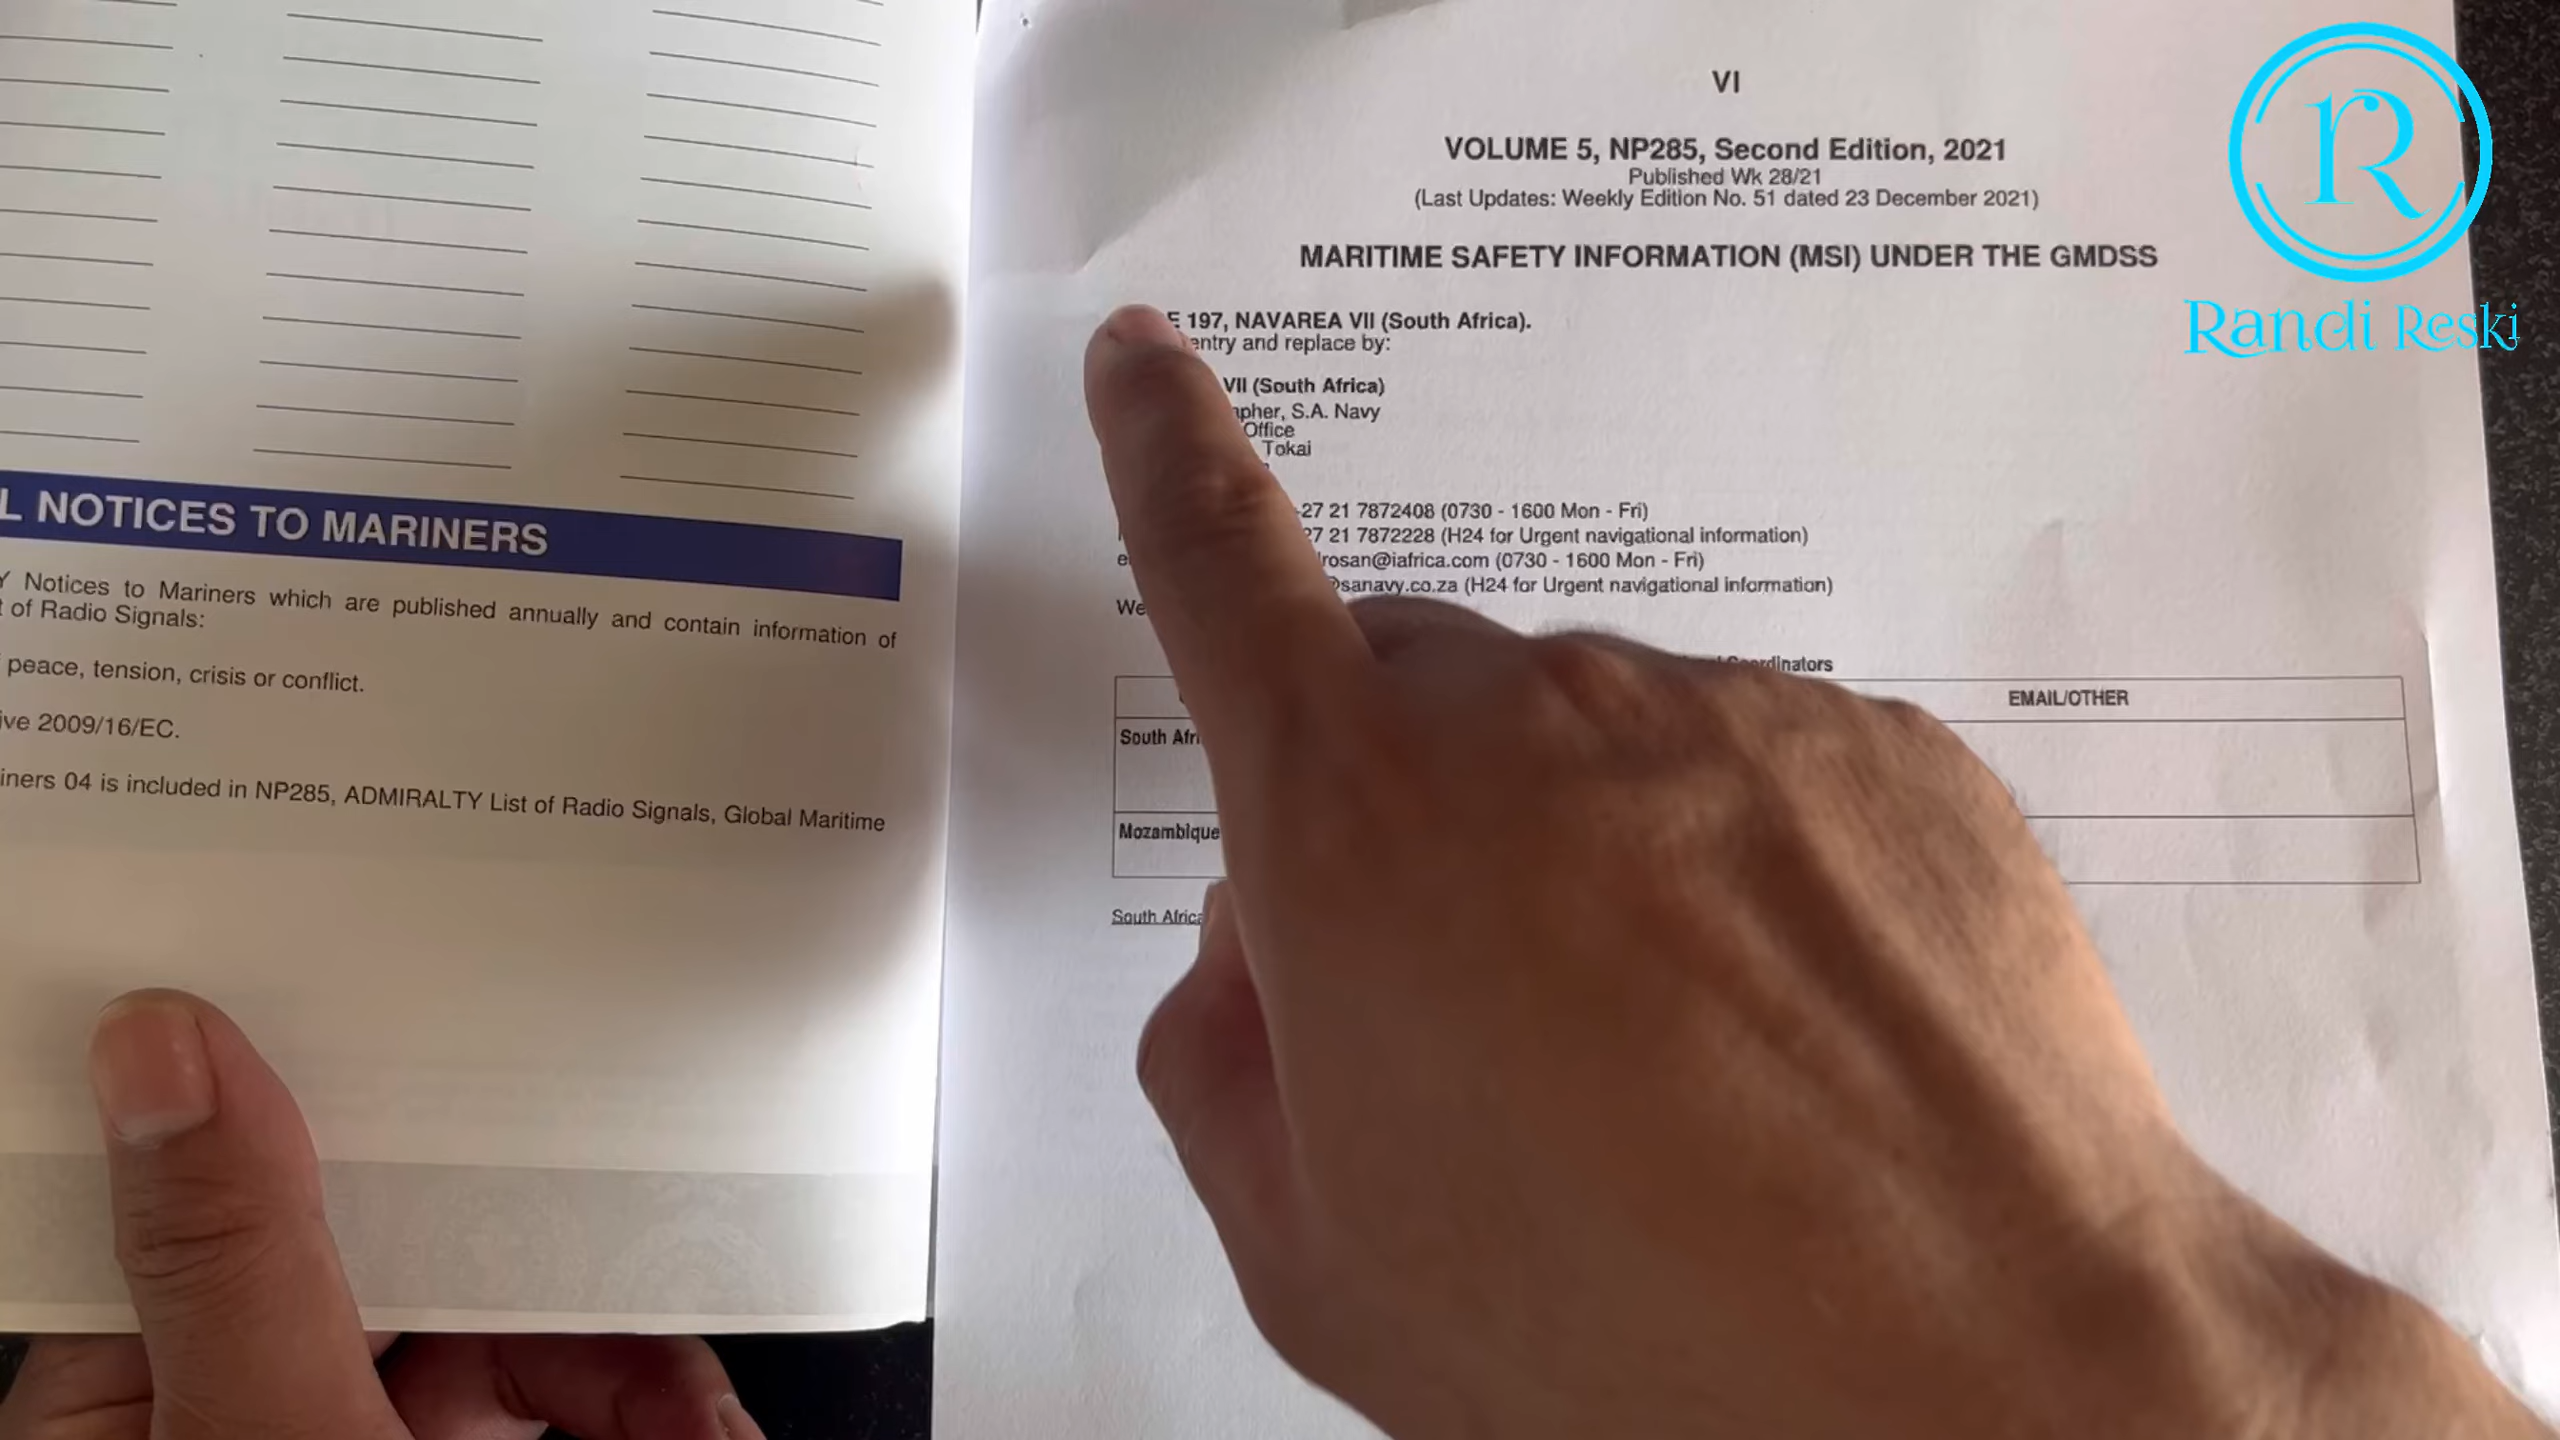 L NOTICES TO MARINERS
Notices to Mariners which are published annually and contain information of
of Radio Signals:
peace, tension, crisis or conflict.
ive 2009/16/EC.
iners 04 is included in NP285, ADMIRALTY List of Radio Signals, Global Maritime
VI
VOLUME 5, NP285, Second Edition, 2021
Published Wk 28/21
(Last Updates: Weekly Edition No. 51 dated 23 December 2021)
MARITIME SAFETY INFORMATION (MSI) UNDER THE GMDSS
E 197, NAVAREA VII (South Africa).
entry and replace by:
VII (South Africa)
apher, S.A. Navy
Office
Tokai
27 21 7872408 (0730 - 1600 Mon - Fri)
27 21 7872228 (H24 for Urgent navigational information)
rosan@iafrica.com (0730 - 1600 Mon - Fri)
@sanavy.co.za (H24 for Urgent navigational information)
We
Coordinators
EMAIL/OTHER
South Afri
Mozambique
South Africa
R
Randi Reski